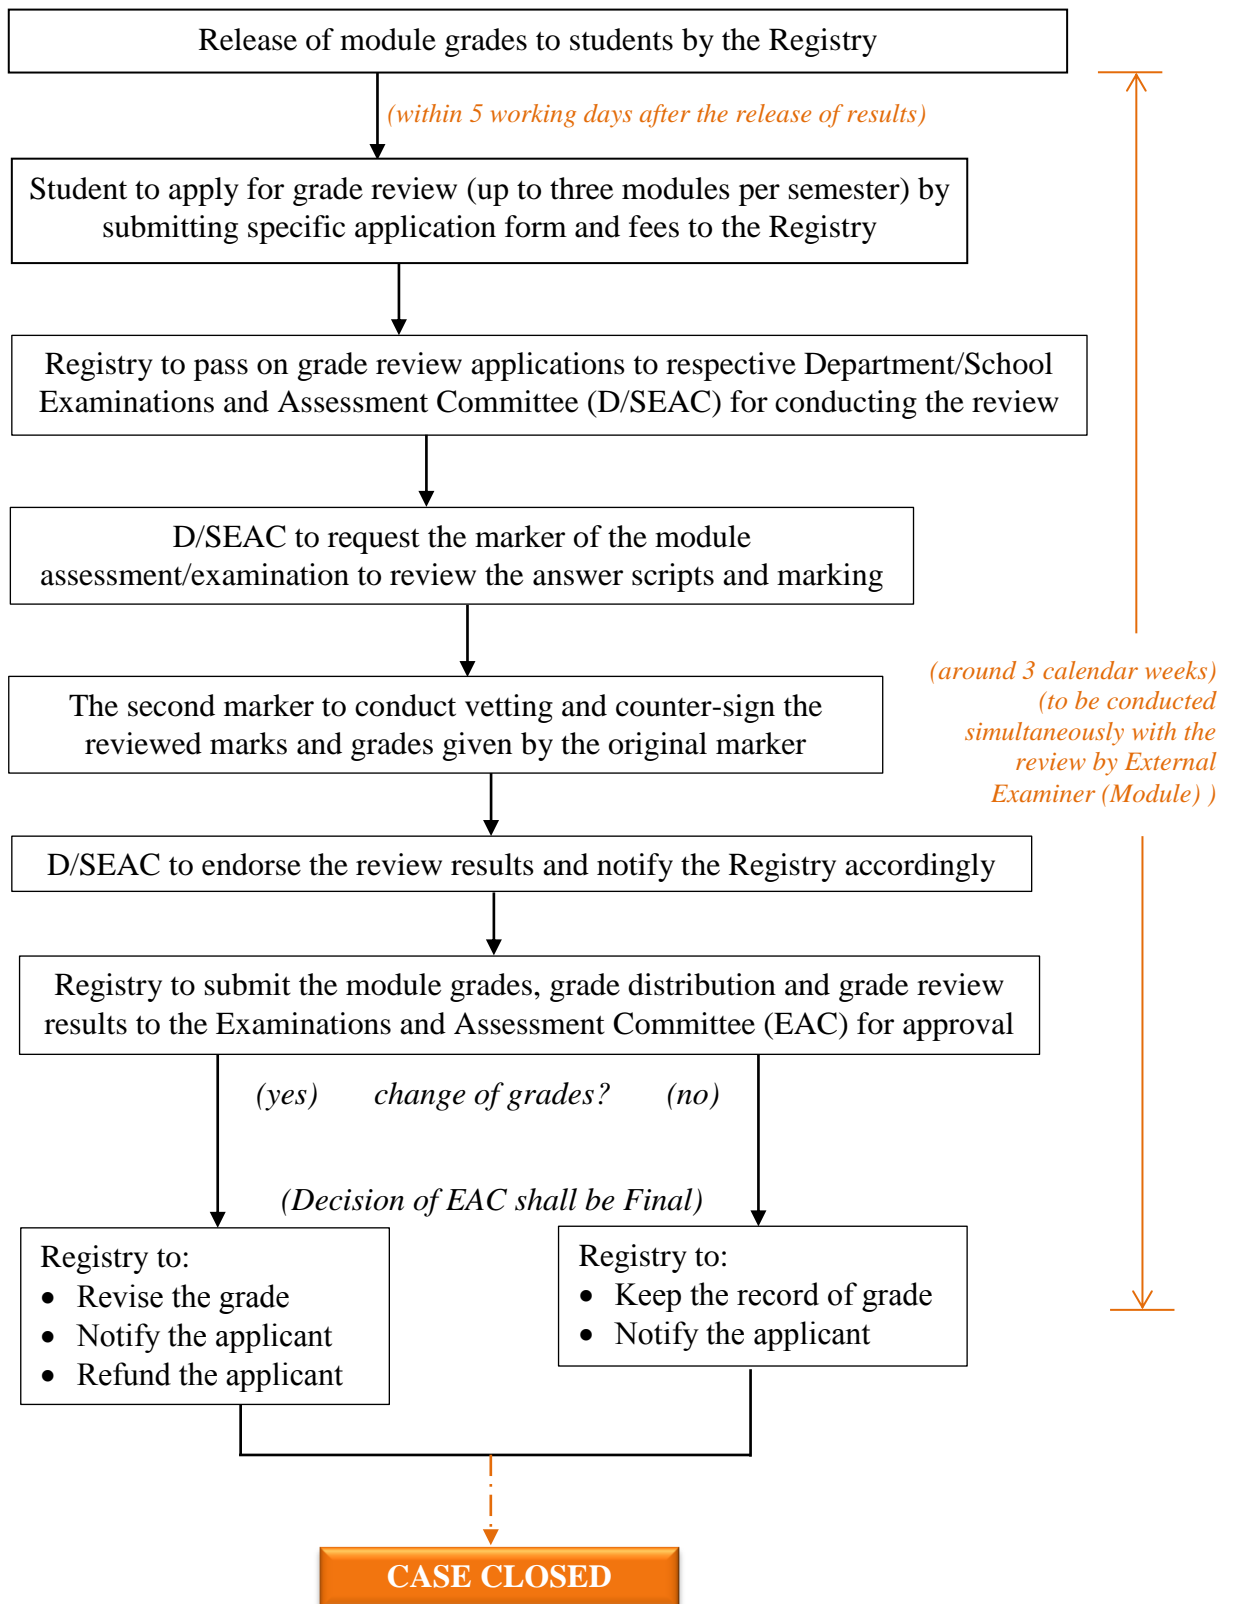 Release of module grades to students by the Registry
(within 5 working days after the release of results)
Student to apply for grade review (up to three modules per semester) by
submitting specific application form and fees to the Registry
Registry to pass on grade review applications to respective Department/School
Examinations and Assessment Committee (D/SEAC) for conducting the review
D/SEAC to request the marker of the module
assessment/examination to review the answer scripts and marking
The second marker to conduct vetting and counter-sign the
reviewed marks and grades given by the original marker
(around 3 calendar weeks)
(to be conducted
simultaneously with the
review by External
Examiner (Module) )
D/SEAC to endorse the review results and notify the Registry accordingly
Registry to submit the module grades, grade distribution and grade review
results to the Examinations and Assessment Committee (EAC) for approval
(yes) change of grades? (no)
(Decision of EAC shall be Final)
Registry to:
• Revise the grade
• Notify the applicant
• Refund the applicant
Registry to:
• Keep the record of grade
• Notify the applicant
CASE CLOSED